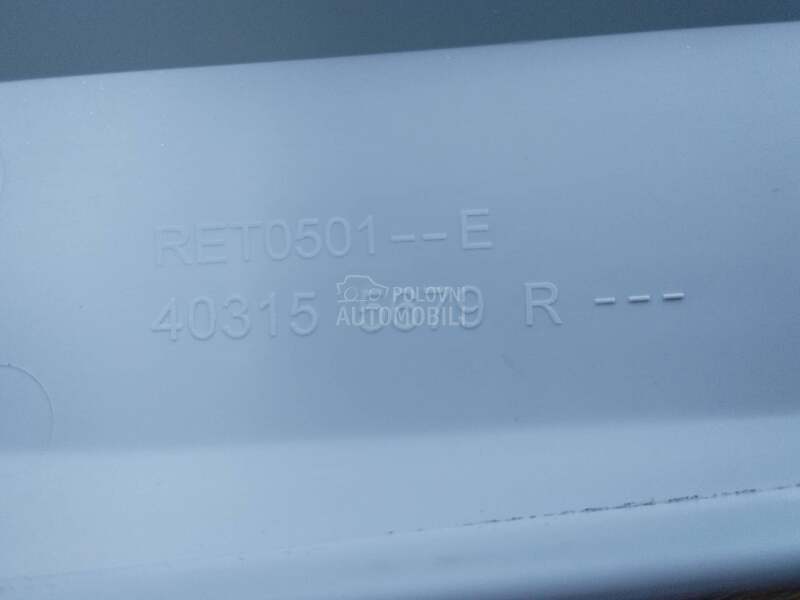 RET0501--E
40315 R ---
POLOVNI
AUTOMOBILI